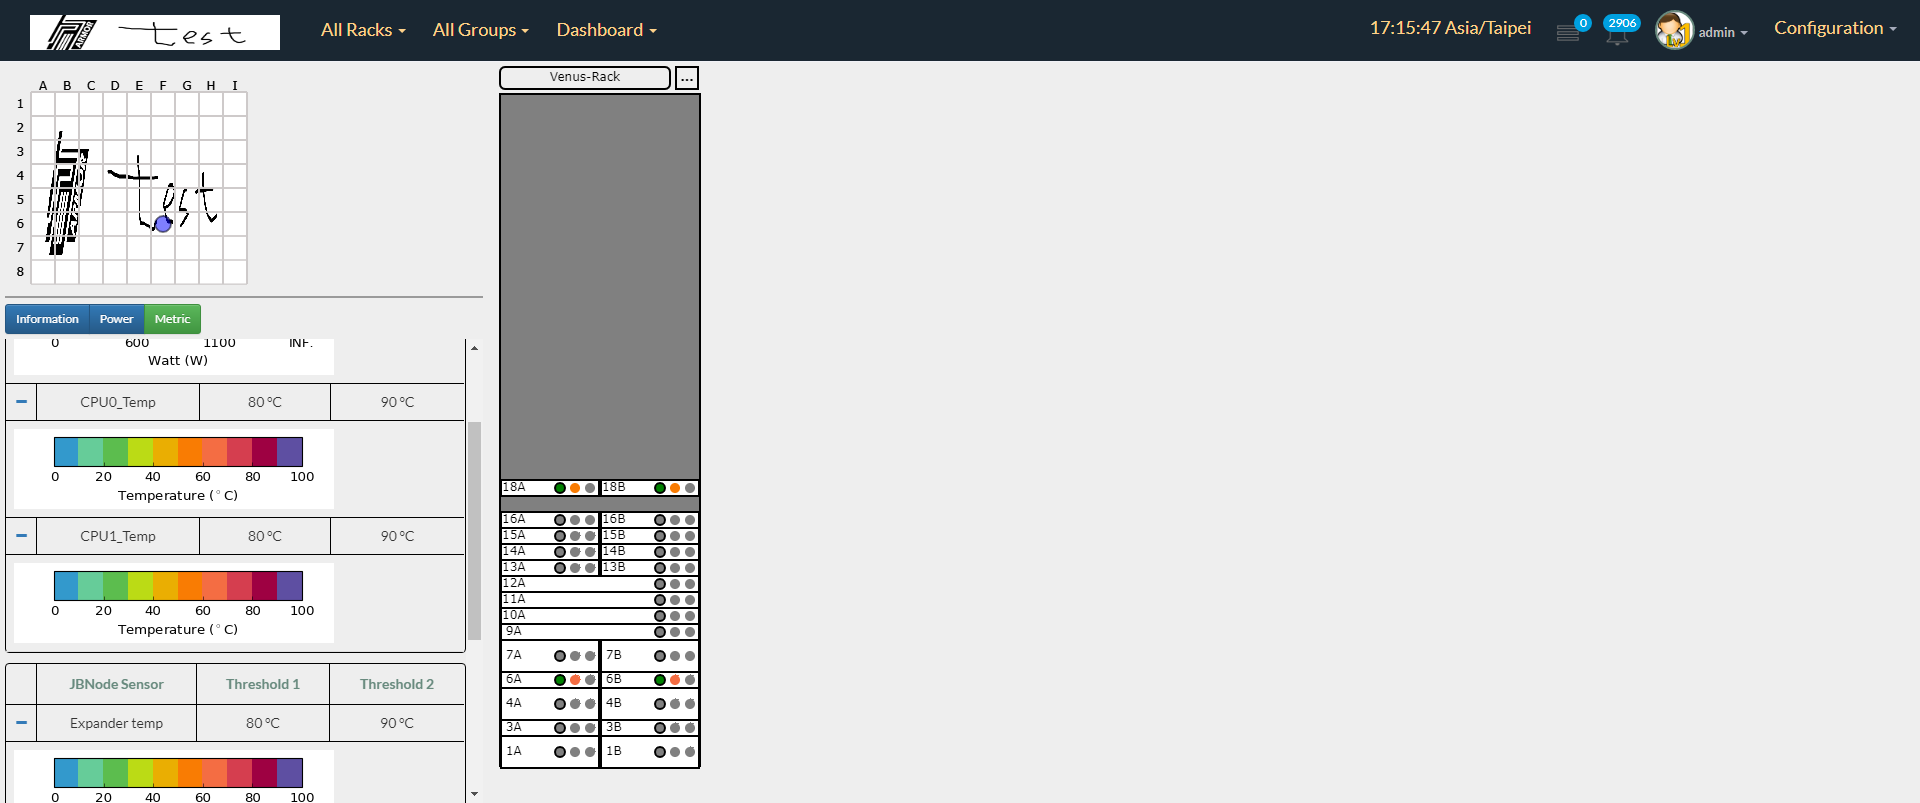 ARMOR test All Racks All Groups Dashboard 17:15:47 Asia/Taipei 0 2906 admin Configuration
A B C D E F G H I
1
2
3
4
5
6
7
8
test
Information Power Metric
0 600 1100 INF.
Watt (W)
CPU0_Temp 80 °C 90 °C
0 20 40 60 80 100
Temperature (°C)
CPU1_Temp 80 °C 90 °C
0 20 40 60 80 100
Temperature (°C)
JBNode Sensor Threshold 1 Threshold 2
Expander temp 80 °C 90 °C
0 20 40 60 80 100
Venus-Rack ...
18A 18B
16A 16B
15A 15B
14A 14B
13A 13B
12A
11A
10A
9A
7A 7B
6A 6B
4A 4B
3A 3B
1A 1B